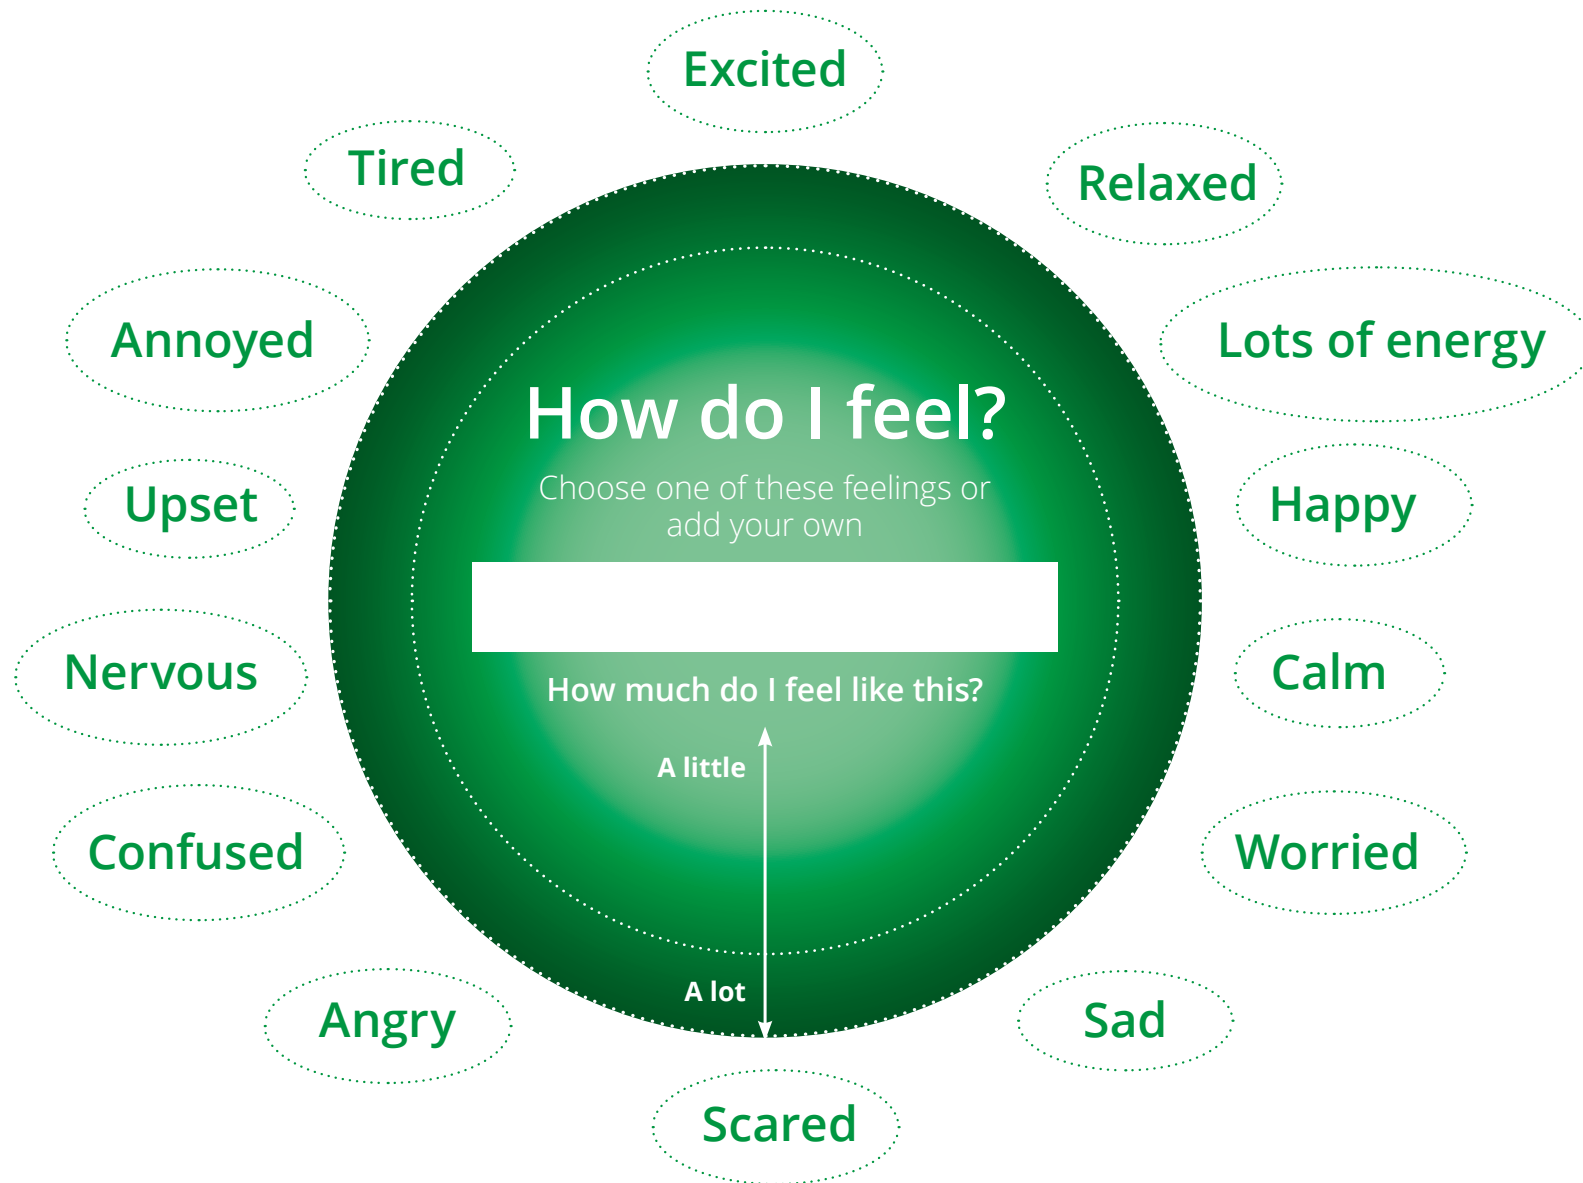 Excited
Tired
Relaxed
Annoyed
Lots of energy
How do I feel?
Choose one of these feelings or
add your own
Upset
Happy
Nervous
Calm
How much do I feel like this?
A little
Confused
Worried
A lot
Angry
Sad
Scared